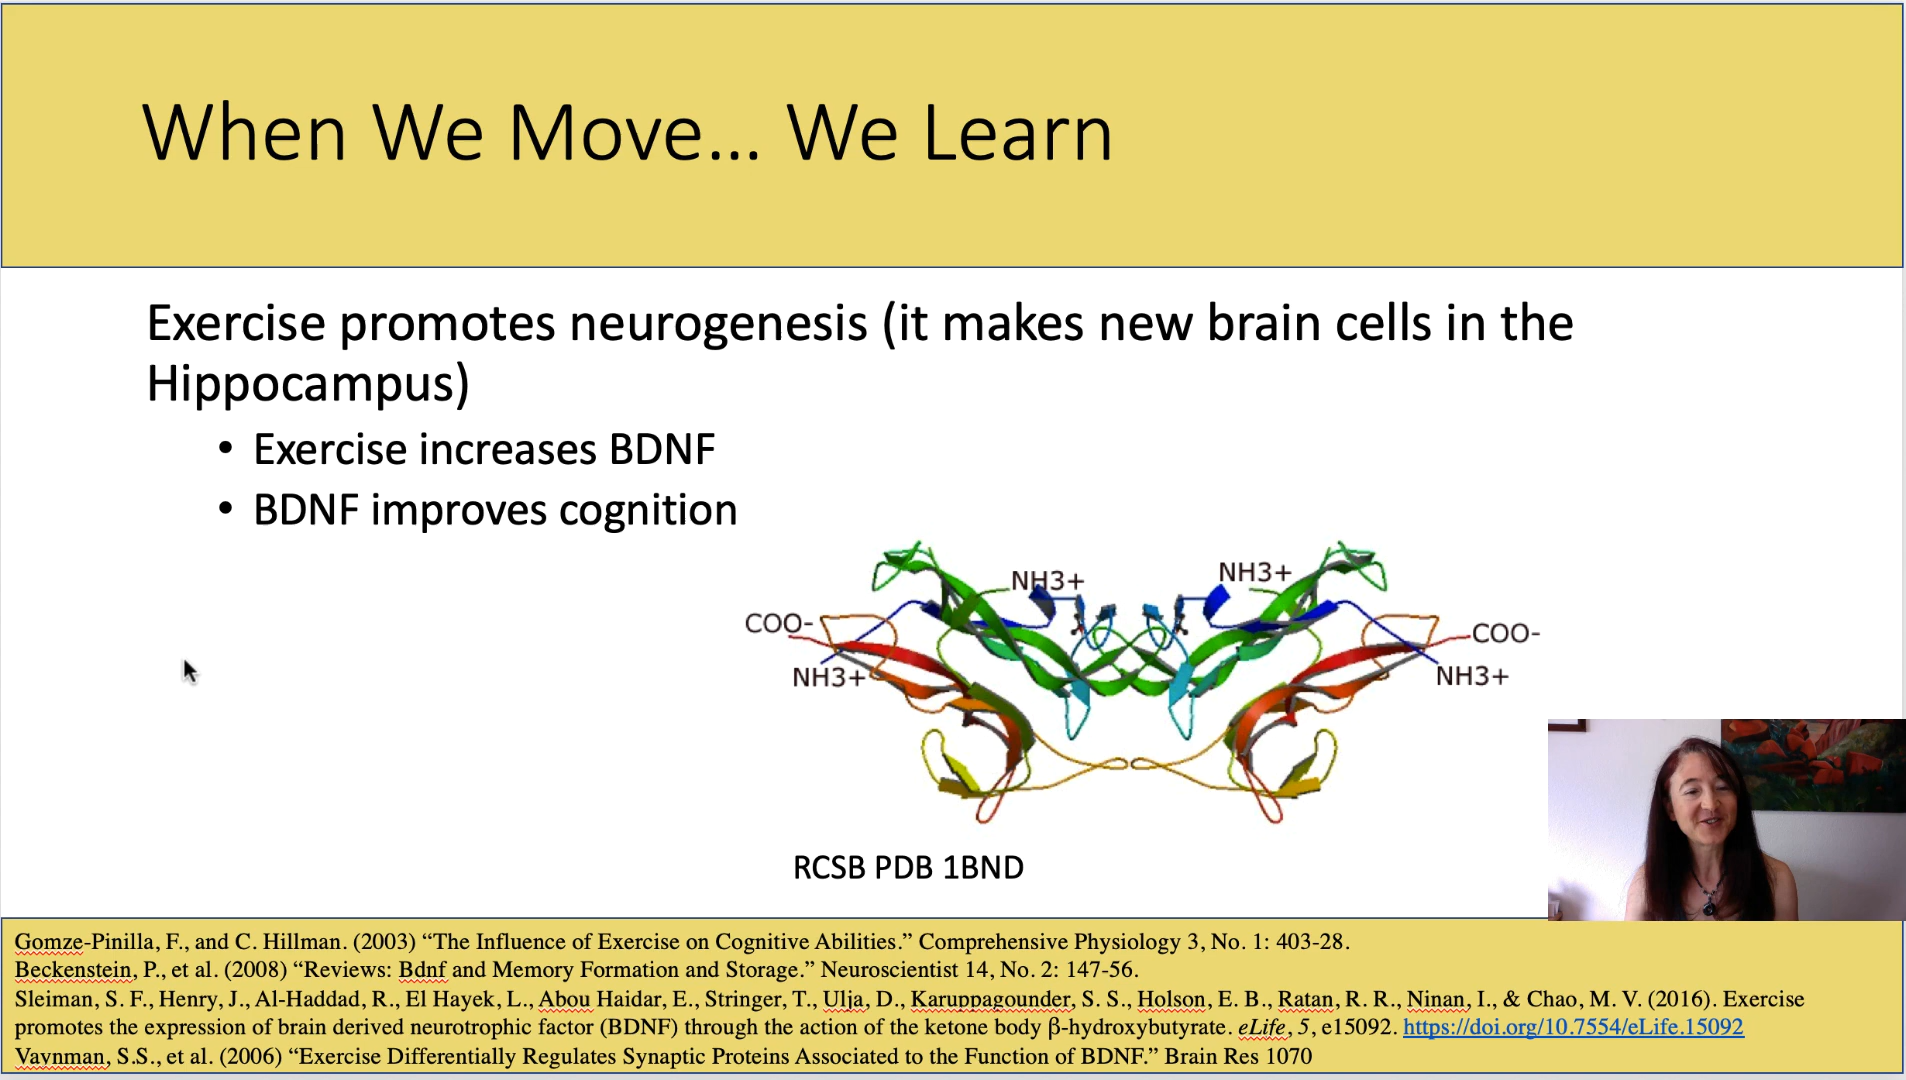 When We Move... We Learn
Exercise promotes neurogenesis (it makes new brain cells in the
Hippocampus)
• Exercise increases BDNF
• BDNF improves cognition
NH3+
NH3+
COO-
COO-
NH3+
NH3+
RCSB PDB 1BND
Gomze-Pinilla, F., and C. Hillman. (2003) “The Influence of Exercise on Cognitive Abilities.” Comprehensive Physiology 3, No. 1: 403-28.
Beckenstein, P., et al. (2008) “Reviews: Bdnf and Memory Formation and Storage.” Neuroscientist 14, No. 2: 147-56.
Sleiman, S. F., Henry, J., Al-Haddad, R., El Hayek, L., Abou Haidar, E., Stringer, T., Ulja, D., Karuppagounder, S. S., Holson, E. B., Ratan, R. R., Ninan, I., & Chao, M. V. (2016). Exercise
promotes the expression of brain derived neurotrophic factor (BDNF) through the action of the ketone body β-hydroxybutyrate. eLife, 5, e15092. https://doi.org/10.7554/eLife.15092
Vaynman, S.S., et al. (2006) “Exercise Differentially Regulates Synaptic Proteins Associated to the Function of BDNF.” Brain Res 1070